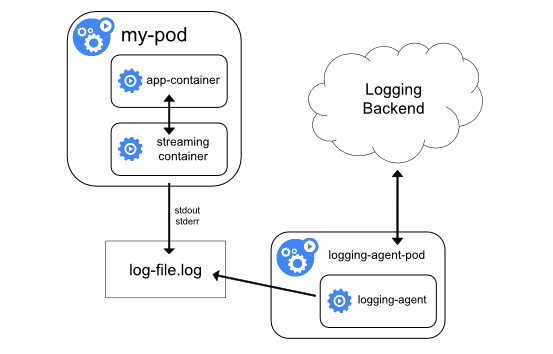 my-pod
app-container
streaming
container
stdout
stderr
log-file.log
Logging
Backend
logging-agent-pod
logging-agent